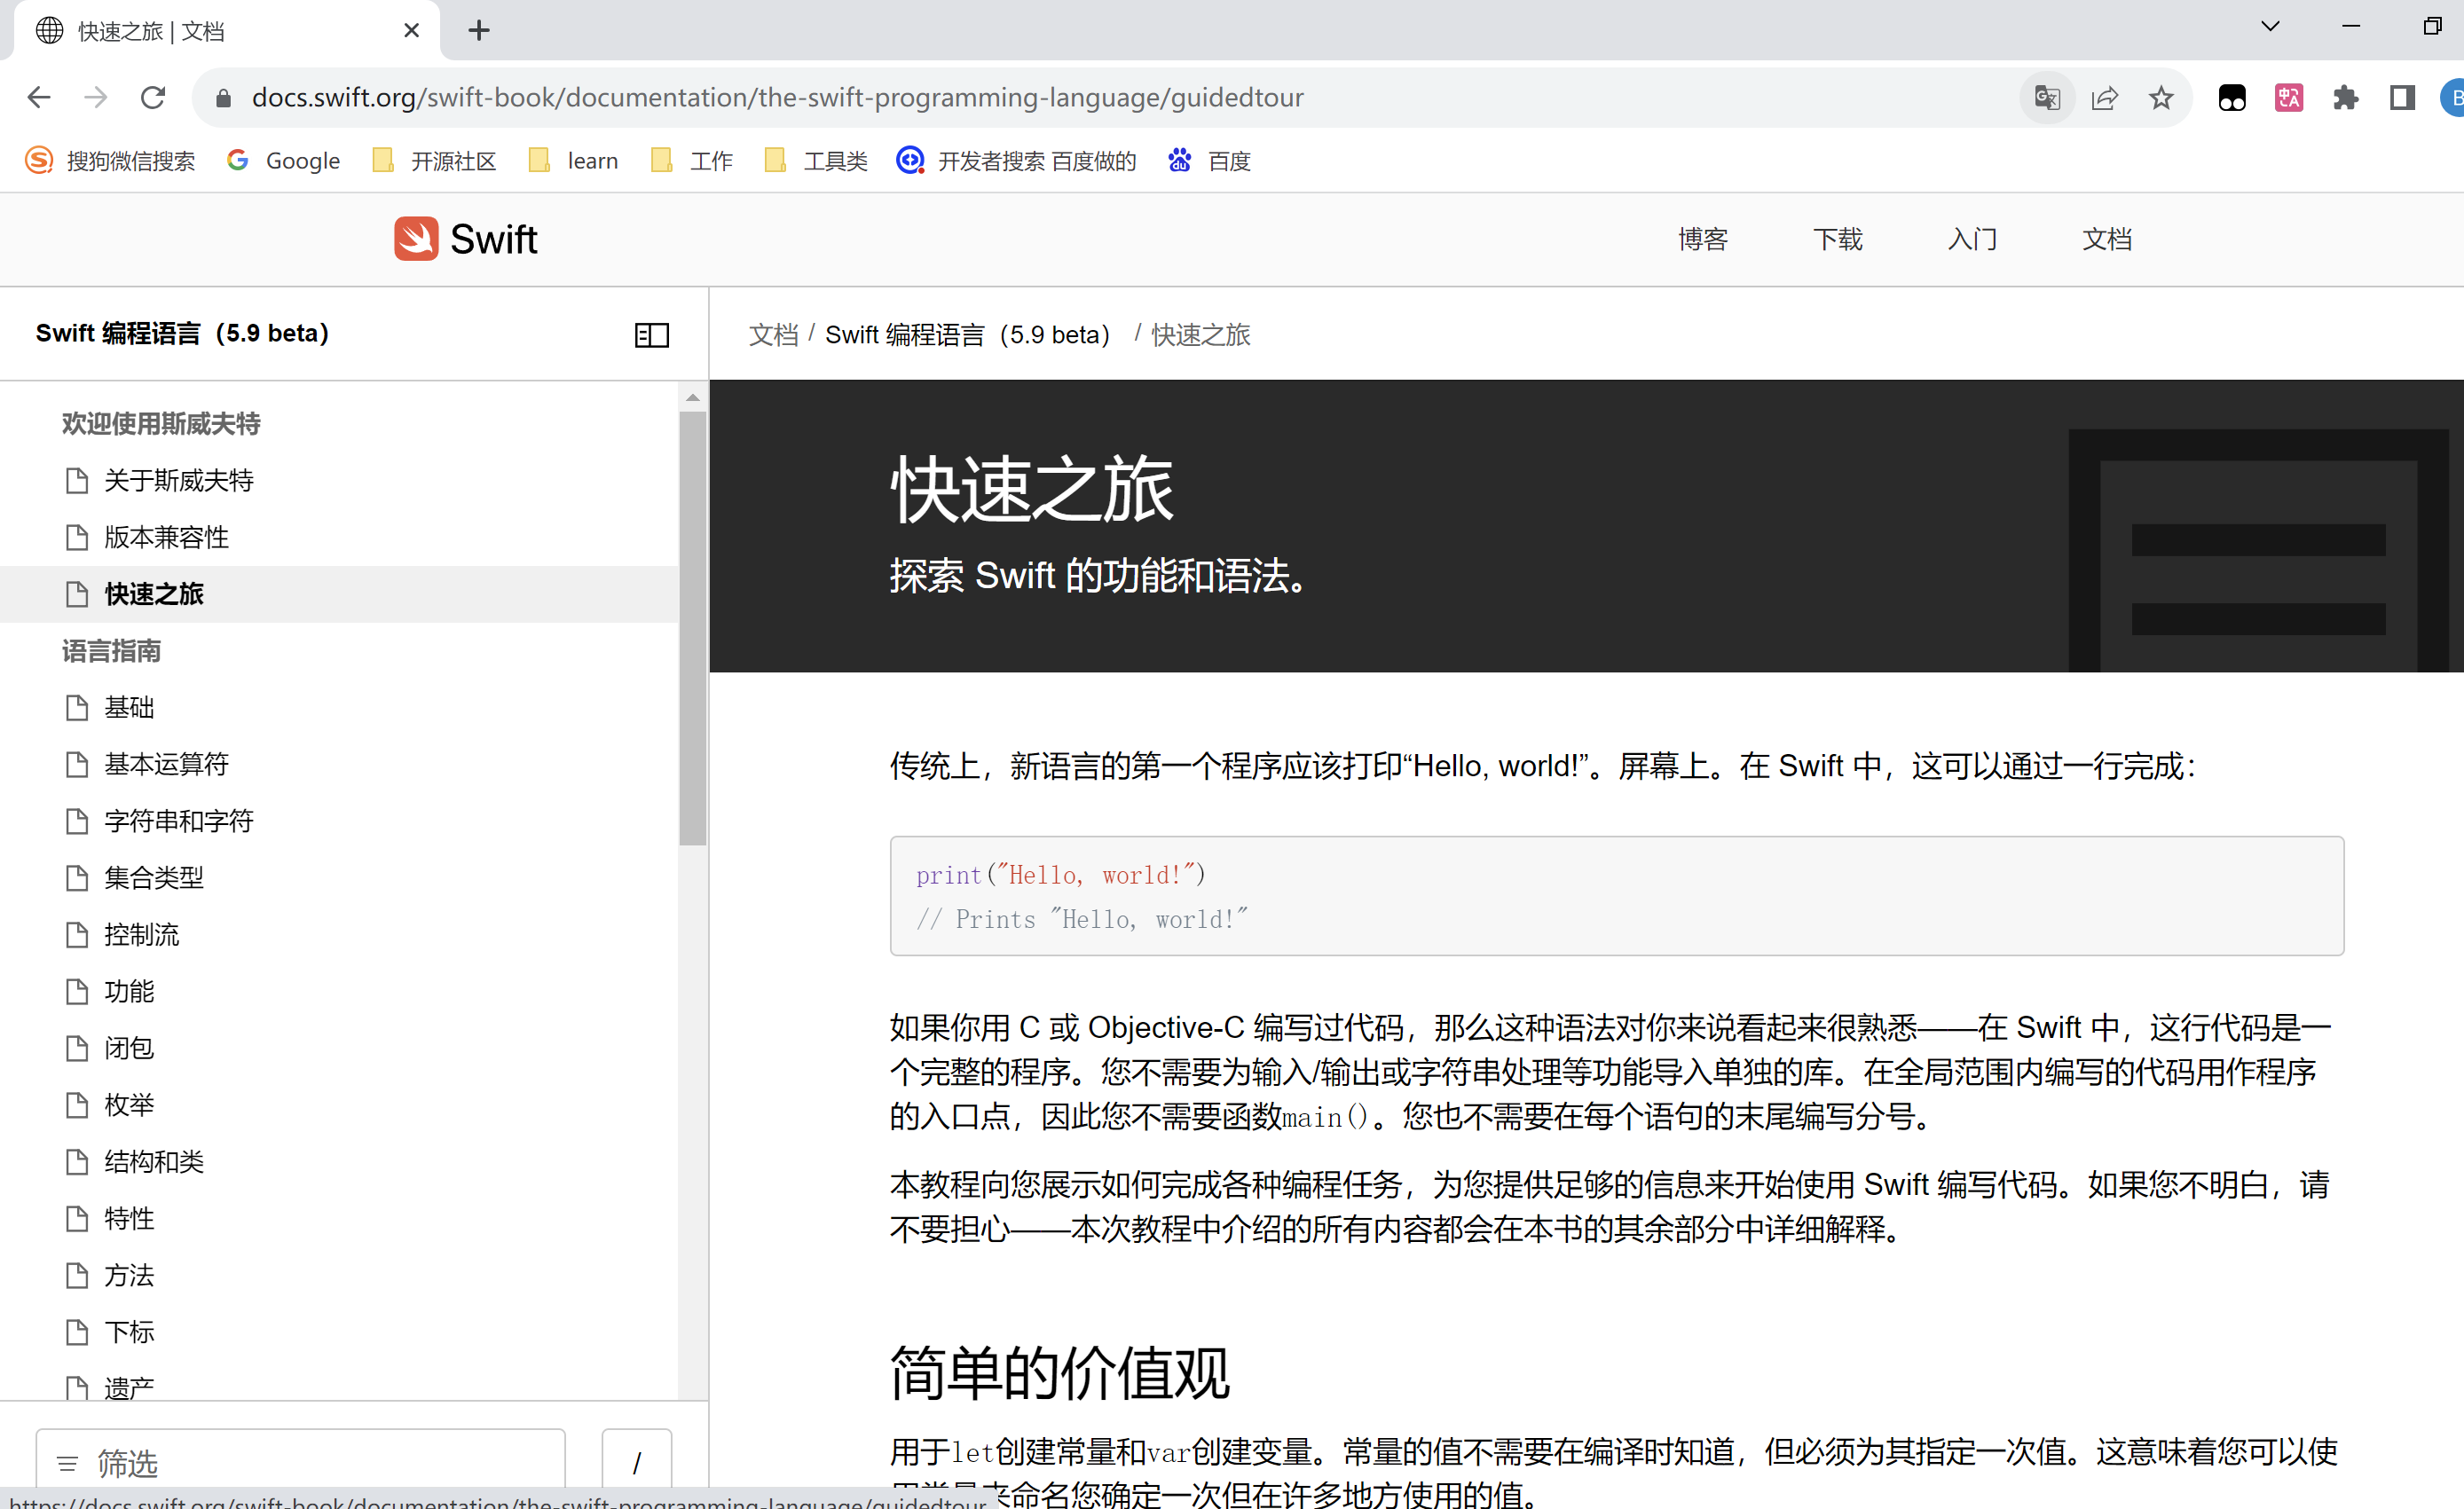 快速之旅 | 文档
docs.swift.org/swift-book/documentation/the-swift-programming-language/guidedtour
搜狗微信搜索 Google 开源社区 learn 工作 工具类 开发者搜索 百度做的 百度
Swift 博客 下载 入门 文档
Swift 编程语言（5.9 beta）
文档 / Swift 编程语言（5.9 beta） / 快速之旅
欢迎使用斯威夫特
关于斯威夫特
版本兼容性
快速之旅
语言指南
基础
基本运算符
字符串和字符
集合类型
控制流
功能
闭包
枚举
结构和类
特性
方法
下标
遗产
筛选 /
https://docs.swift.org/swift-book/documentation/the-swift-programming-language/guidedtour
快速之旅
探索 Swift 的功能和语法。
传统上，新语言的第一个程序应该打印“Hello, world!”。屏幕上。在 Swift 中，这可以通过一行完成：
print("Hello, world!")
// Prints "Hello, world!"
如果你用 C 或 Objective-C 编写过代码，那么这种语法对你来说看起来很熟悉——在 Swift 中，这行代码是一
个完整的程序。您不需要为输入/输出或字符串处理等功能导入单独的库。在全局范围内编写的代码用作程序
的入口点，因此您不需要函数main()。您也不需要在每个语句的末尾编写分号。
本教程向您展示如何完成各种编程任务，为您提供足够的信息来开始使用 Swift 编写代码。如果您不明白，请
不要担心——本次教程中介绍的所有内容都会在本书的其余部分中详细解释。
简单的价值观
用于let创建常量和var创建变量。常量的值不需要在编译时知道，但必须为其指定一次值。这意味着您可以使
用常量来命名您确定一次但在许多地方使用的值。